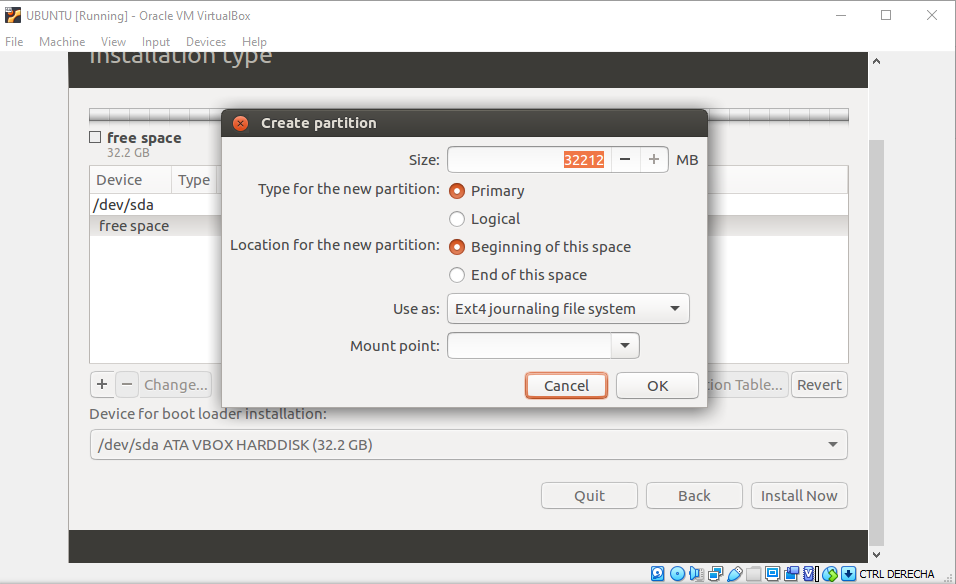 UBUNTU [Running] - Oracle VM VirtualBox
File Machine View Input Devices Help
Installation type
Create partition
free space
32.2 GB
Size: 32212 MB
Device Type
Type for the new partition: Primary
/dev/sda
Logical
free space
Location for the new partition: Beginning of this space
End of this space
Use as: Ext4 journaling file system
Mount point:
Cancel OK
+ − Change... ion Table... Revert
Device for boot loader installation:
/dev/sda ATA VBOX HARDDISK (32.2 GB)
Quit Back Install Now
CTRL DERECHA